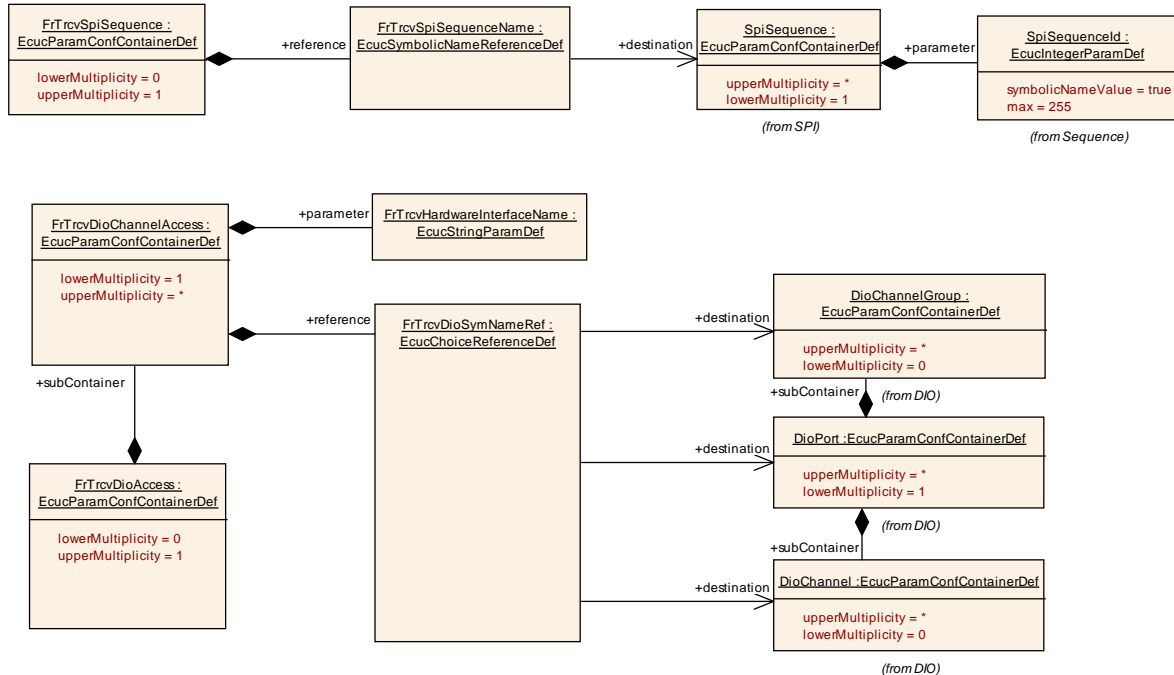 FrTrcvSpiSequence :
EcucParamConfContainerDef
lowerMultiplicity = 0
upperMultiplicity = 1
+reference
FrTrcvSpiSequenceName :
EcucSymbolicNameReferenceDef
+destination
SpiSequence :
EcucParamConfContainerDef
upperMultiplicity = *
lowerMultiplicity = 1
(from SPI)
+parameter
SpiSequenceId :
EcucIntegerParamDef
symbolicNameValue = true
max = 255
(from Sequence)
FrTrcvDioChannelAccess :
EcucParamConfContainerDef
lowerMultiplicity = 1
upperMultiplicity = *
+parameter
FrTrcvHardwareInterfaceName :
EcucStringParamDef
+reference
FrTrcvDioSymNameRef :
EcucChoiceReferenceDef
+destination
DioChannelGroup :
EcucParamConfContainerDef
upperMultiplicity = *
lowerMultiplicity = 0
+subContainer
(from DIO)
+subContainer
FrTrcvDioAccess :
EcucParamConfContainerDef
lowerMultiplicity = 0
upperMultiplicity = 1
+destination
DioPort :EcucParamConfContainerDef
upperMultiplicity = *
lowerMultiplicity = 1
(from DIO)
+subContainer
+destination
DioChannel :EcucParamConfContainerDef
upperMultiplicity = *
lowerMultiplicity = 0
(from DIO)